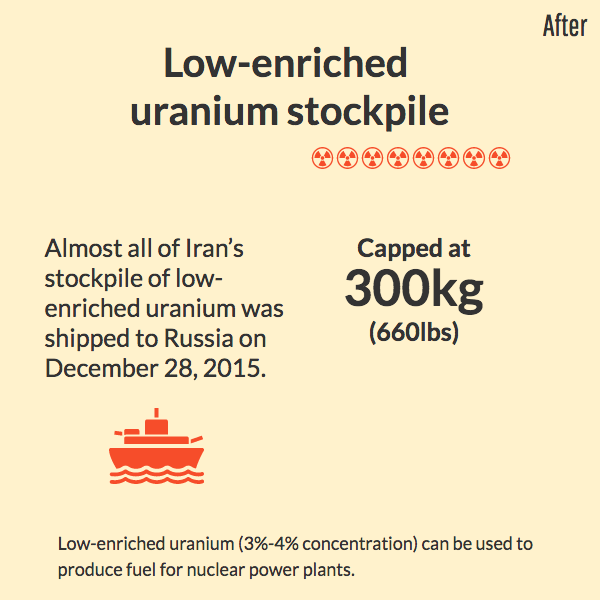 After
Low-enriched
uranium stockpile
Almost all of Iran’s
stockpile of low-
enriched uranium was
shipped to Russia on
December 28, 2015.
Capped at
300kg
(660lbs)
Low-enriched uranium (3%-4% concentration) can be used to
produce fuel for nuclear power plants.